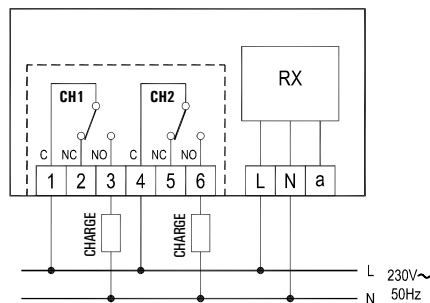 RX
CH1 CH2
C NC NO C NC NO
1 2 3 4 5 6 L N a
CHARGE CHARGE
L 230V~
N 50Hz